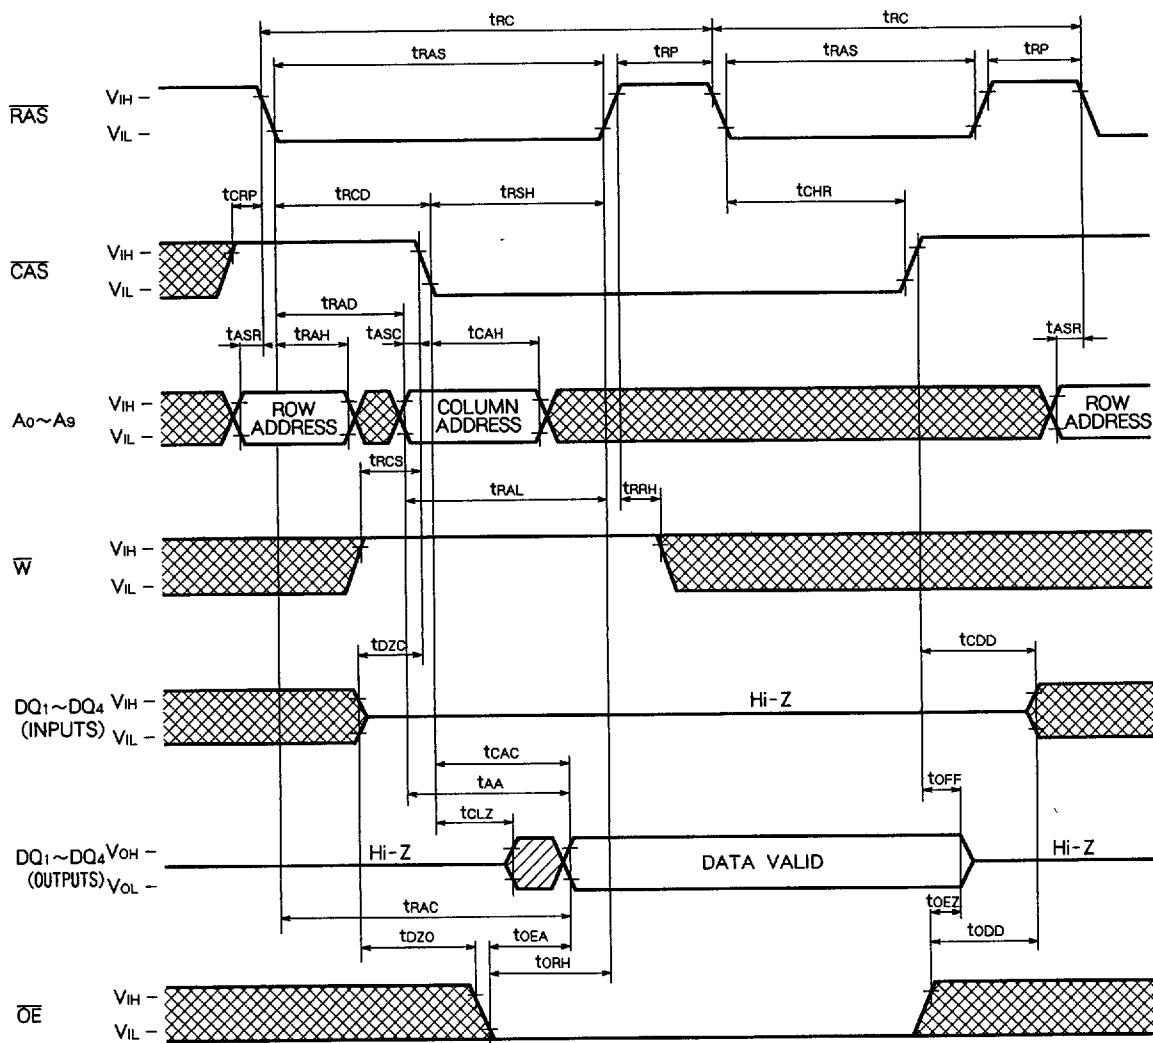 tRC tRC
tRAS tRP tRAS tRP
RAS VIH –
VIL –
tCRP tRCD tRSH tCHR
CAS VIH –
VIL –
tRAD
tASR tRAH tASC tCAH tASR
A0~A9 VIH –
VIL –
ROW ADDRESS
COLUMN ADDRESS
ROW ADDRESS
tRCS
tRAL tRRH
W VIH –
VIL –
tDZC tCDD
DQ1~DQ4 (INPUTS) VIH –
VIL –
Hi-Z
tCAC
tAA tOFF
tCLZ
DQ1~DQ4 (OUTPUTS) VOH –
VOL –
Hi-Z DATA VALID Hi-Z
tRAC tOEZ
tDZO tOEA tODD
tORH
OE VIH –
VIL –